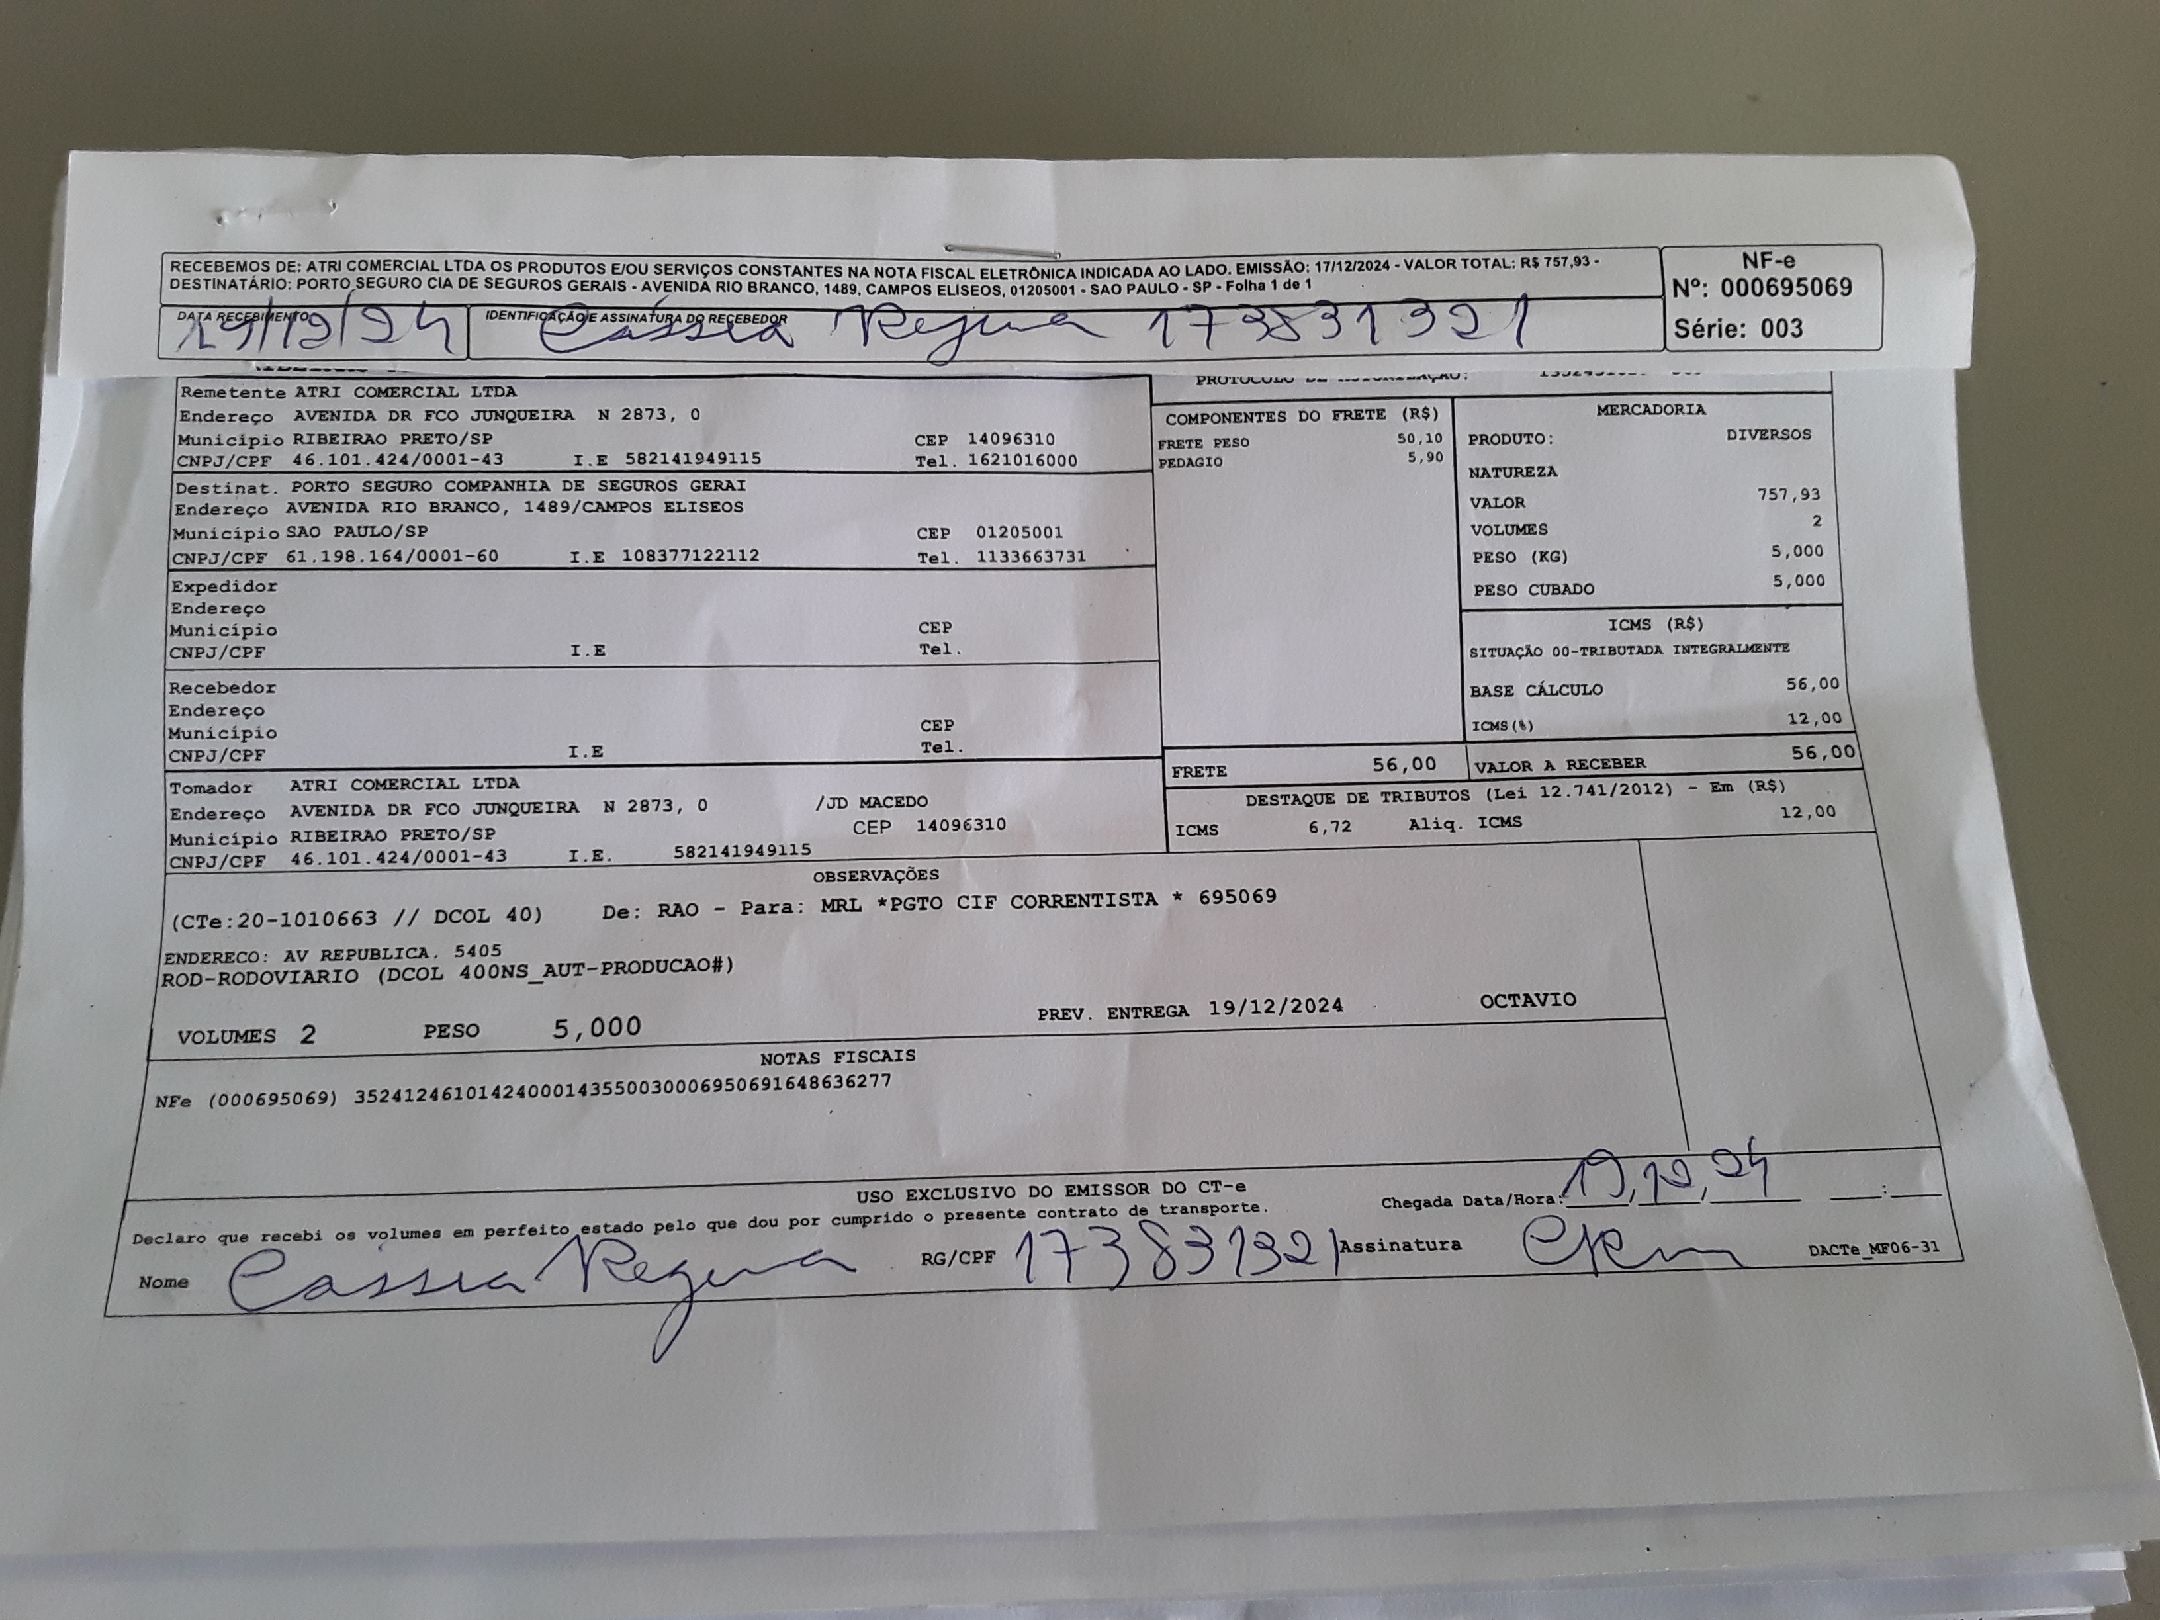 RECEBEMOS DE: ATRI COMERCIAL LTDA OS PRODUTOS E/OU SERVIÇOS CONSTANTES NA NOTA FISCAL ELETRÔNICA INDICADA AO LADO. EMISSÃO: 17/12/2024 - VALOR TOTAL: R$ 757,93 -
DESTINATÁRIO: PORTO SEGURO CIA DE SEGUROS GERAIS - AVENIDA RIO BRANCO, 1489, CAMPOS ELISEOS, 01205001 - SAO PAULO - SP - Folha 1 de 1
NF-e
Nº: 000695069
Série: 003
DATA RECEBIMENTO
19/12/24
IDENTIFICAÇÃO E ASSINATURA DO RECEBEDOR
Cássia Regina 173831321
Remetente ATRI COMERCIAL LTDA
Endereço AVENIDA DR FCO JUNQUEIRA N 2873, 0
Município RIBEIRAO PRETO/SP CEP 14096310
CNPJ/CPF 46.101.424/0001-43 I.E 582141949115 Tel. 1621016000
Destinat. PORTO SEGURO COMPANHIA DE SEGUROS GERAI
Endereço AVENIDA RIO BRANCO, 1489/CAMPOS ELISEOS
Município SAO PAULO/SP CEP 01205001
CNPJ/CPF 61.198.164/0001-60 I.E 108377122112 Tel. 1133663731
Expedidor
Endereço
Município CEP
CNPJ/CPF I.E Tel.
Recebedor
Endereço
Município CEP
CNPJ/CPF I.E Tel.
Tomador ATRI COMERCIAL LTDA
Endereço AVENIDA DR FCO JUNQUEIRA N 2873, 0 /JD MACEDO
Município RIBEIRAO PRETO/SP CEP 14096310
CNPJ/CPF 46.101.424/0001-43 I.E. 582141949115
COMPONENTES DO FRETE (R$)
FRETE PESO 50,10
PEDAGIO 5,90
MERCADORIA
PRODUTO: DIVERSOS
NATUREZA
VALOR 757,93
VOLUMES 2
PESO (KG) 5,000
PESO CUBADO 5,000
ICMS (R$)
SITUAÇÃO 00-TRIBUTADA INTEGRALMENTE
BASE CÁLCULO 56,00
ICMS(%) 12,00
FRETE 56,00 VALOR A RECEBER 56,00
DESTAQUE DE TRIBUTOS (Lei 12.741/2012) - Em (R$)
ICMS 6,72 Aliq. ICMS 12,00
OBSERVAÇÕES
(CTe:20-1010663 // DCOL 40) De: RAO - Para: MRL *PGTO CIF CORRENTISTA * 695069
ENDERECO: AV REPUBLICA. 5405
ROD-RODOVIARIO (DCOL 400NS_AUT-PRODUCAO#)
VOLUMES 2 PESO 5,000 PREV. ENTREGA 19/12/2024 OCTAVIO
NOTAS FISCAIS
NFe (000695069) 35241246101424000143550030006950691648636277
USO EXCLUSIVO DO EMISSOR DO CT-e
Chegada Data/Hora: 19,12,24 ___:___
Declaro que recebi os volumes em perfeito estado pelo que dou por cumprido o presente contrato de transporte.
Nome Cassia Regina RG/CPF 173831321 Assinatura DACTe_MF06-31